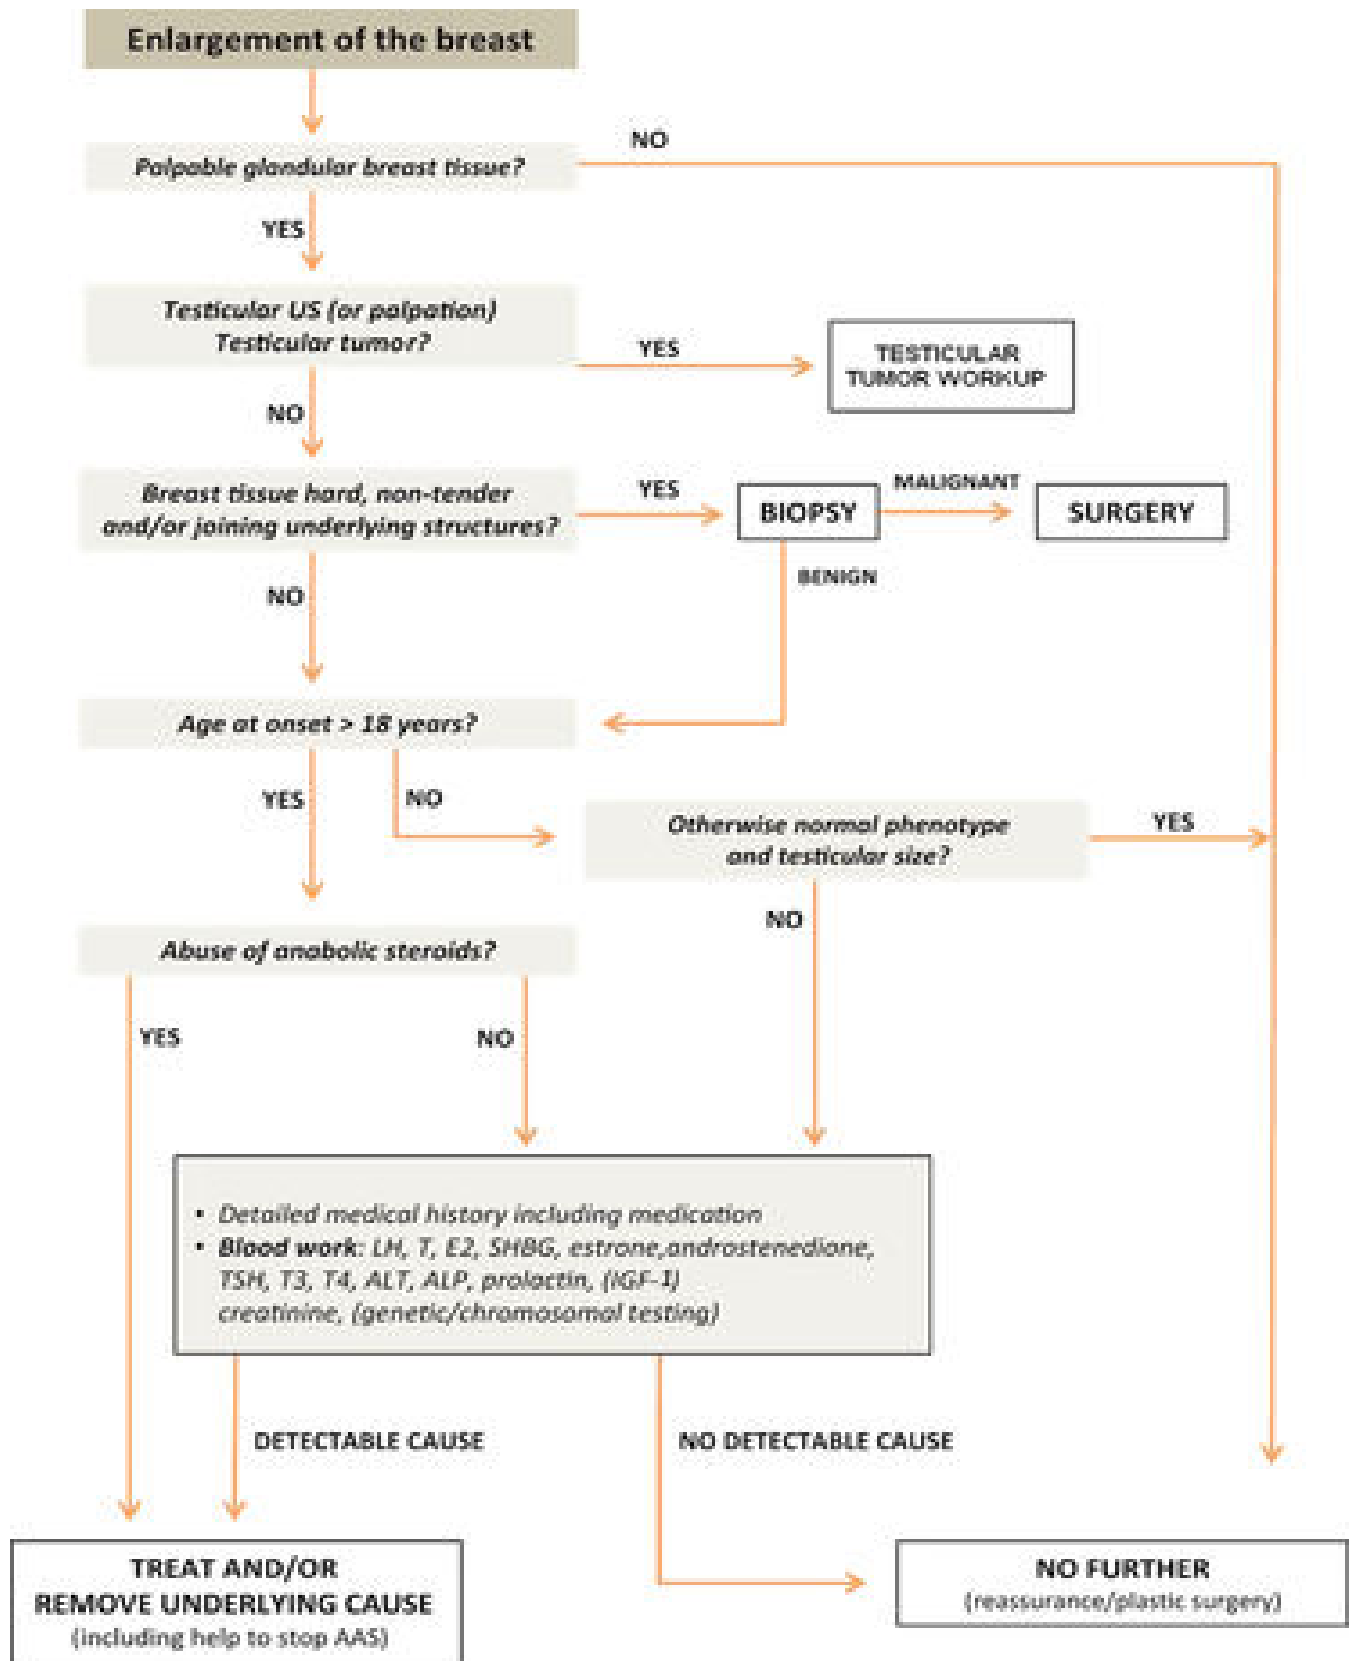 Enlargement of the breast
NO
Palpable glandular breast tissue?
YES
Testicular US (or palpation)
Testicular tumor?
YES
TESTICULAR
TUMOR WORKUP
NO
Breast tissue hard, non-tender
and/or joining underlying structures?
YES
BIOPSY
MALIGNANT
SURGERY
BENIGN
NO
Age at onset > 18 years?
YES
NO
Otherwise normal phenotype
and testicular size?
YES
NO
Abuse of anabolic steroids?
YES
NO
• Detailed medical history including medication
• Blood work: LH, T, E2, SHBG, estrone,androstenedione,
TSH, T3, T4, ALT, ALP, prolactin, (IGF-1)
creatinine, (genetic/chromosomal testing)
DETECTABLE CAUSE
NO DETECTABLE CAUSE
TREAT AND/OR
REMOVE UNDERLYING CAUSE
(including help to stop AAS)
NO FURTHER
(reassurance/plastic surgery)